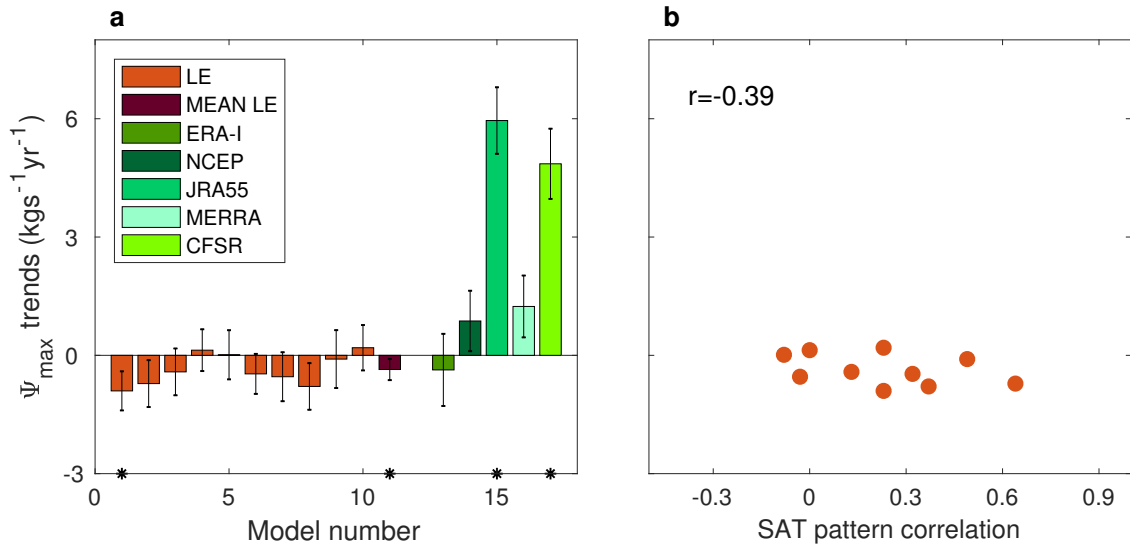 a
b
LE
MEAN LE
ERA-I
NCEP
JRA55
MERRA
CFSR
r=-0.39
Ψmax trends (kgs⁻¹yr⁻¹)
6
3
0
-3
0 5 10 15
Model number
-0.3 0 0.3 0.6 0.9
SAT pattern correlation